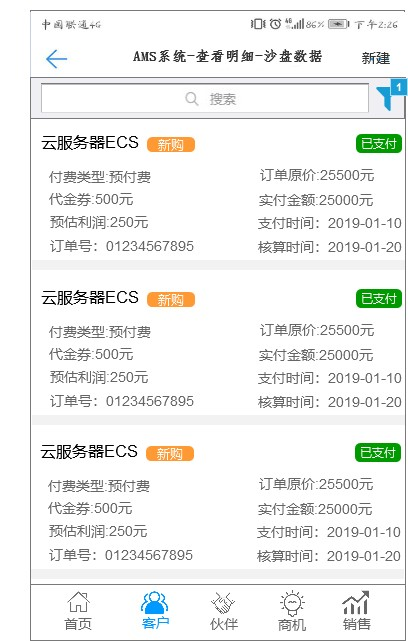 中国联通4G 86% 下午2:26
AMS系统-查看明细-沙盘数据 新建
搜索 1
云服务器ECS 新购 已支付
付费类型:预付费 订单原价:25500元
代金券:500元 实付金额:25000元
预估利润:250元 支付时间：2019-01-10
订单号：01234567895 核算时间：2019-01-20
云服务器ECS 新购 已支付
付费类型:预付费 订单原价:25500元
代金券:500元 实付金额:25000元
预估利润:250元 支付时间：2019-01-10
订单号：01234567895 核算时间：2019-01-20
云服务器ECS 新购 已支付
付费类型:预付费 订单原价:25500元
代金券:500元 实付金额:25000元
预估利润:250元 支付时间：2019-01-10
订单号：01234567895 核算时间：2019-01-20
首页 客户 伙伴 商机 销售